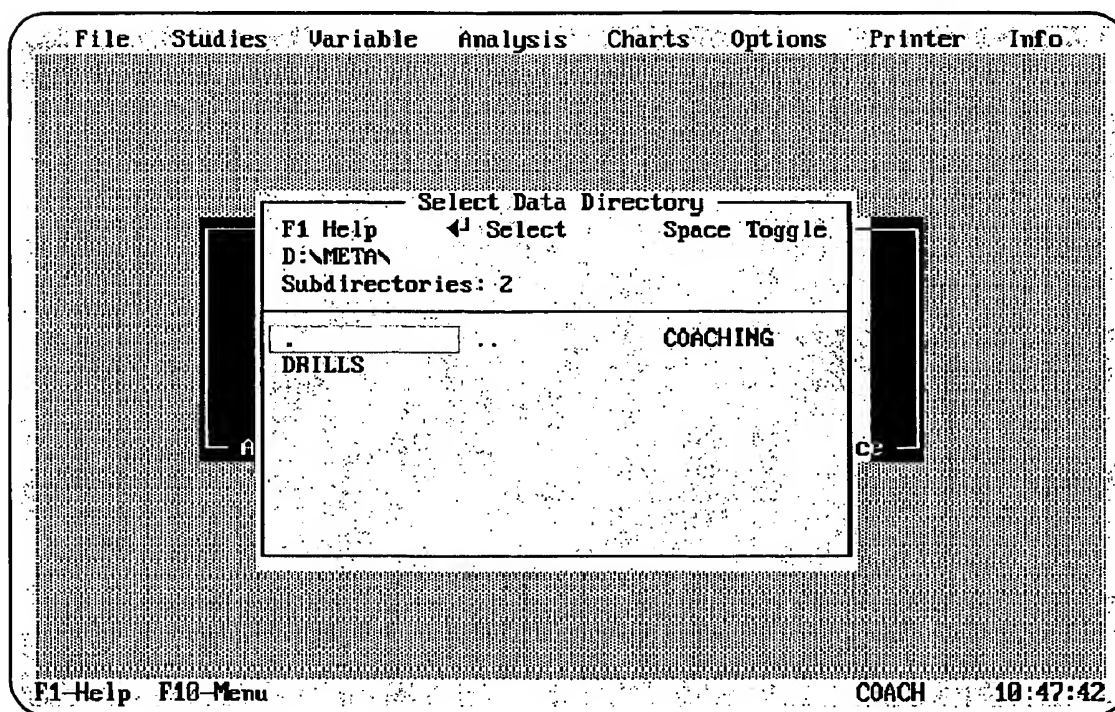 File Studies Variable Analysis Charts Options Printer Info
Select Data Directory
F1 Help ◄┘ Select Space Toggle
D:\META\
Subdirectories: 2
. .. COACHING
DRILLS
A ce
F1-Help F10-Menu COACH 10:47:42